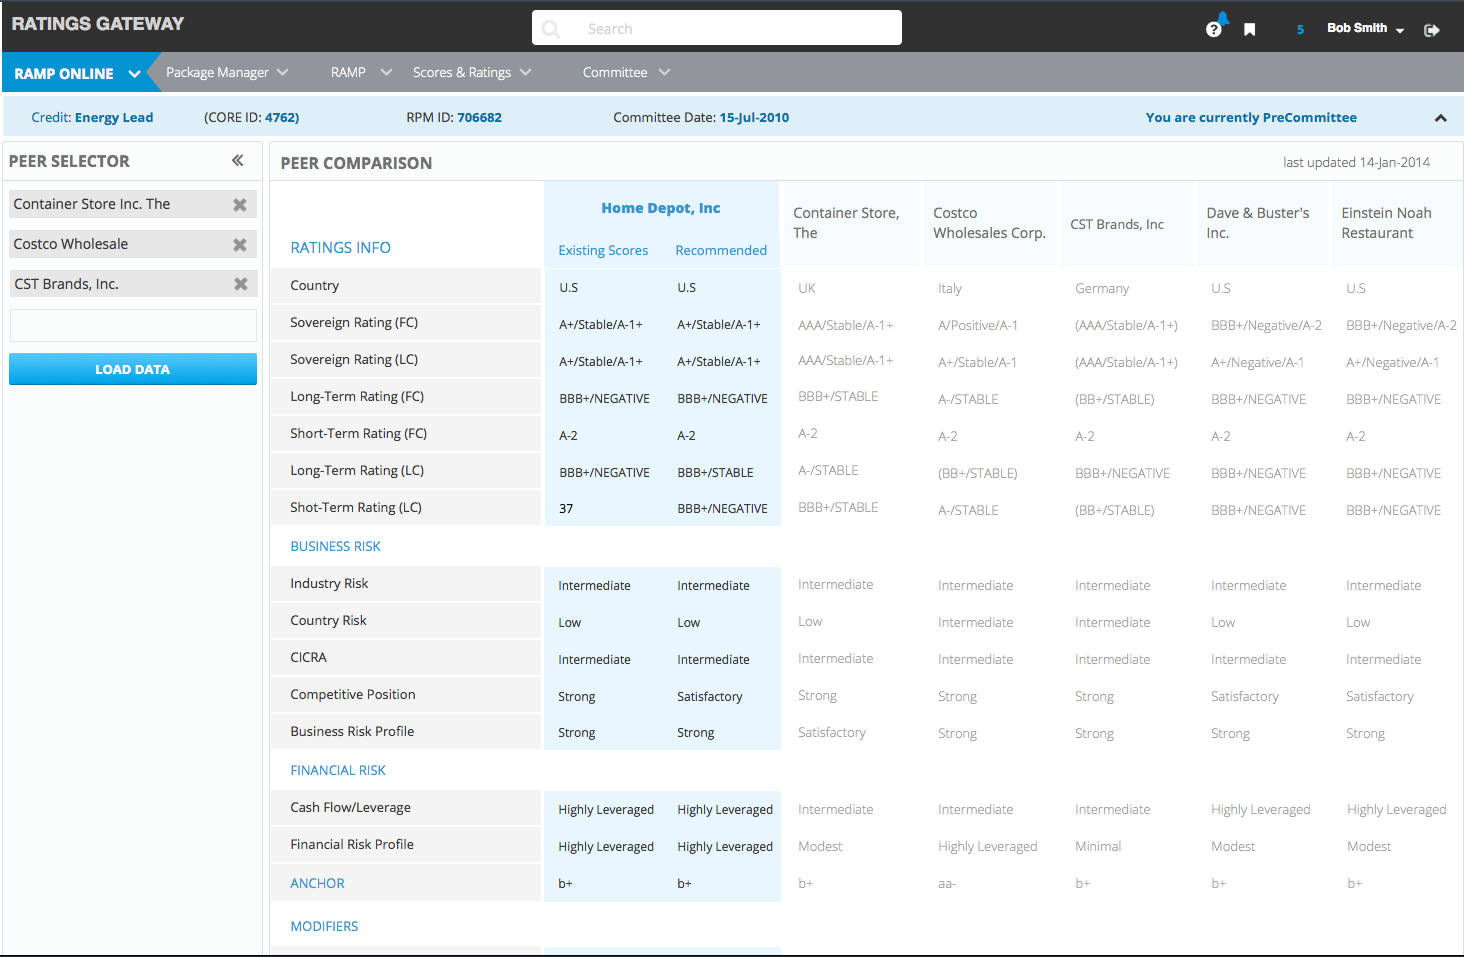 RATINGS GATEWAY
Search
?
5
Bob Smith
RAMP ONLINE Package Manager RAMP Scores & Ratings Committee
Credit: Energy Lead (CORE ID: 4762) RPM ID: 706682 Committee Date: 15-Jul-2010 You are currently PreCommittee
PEER SELECTOR
Container Store Inc. The
Costco Wholesale
CST Brands, Inc.
LOAD DATA
PEER COMPARISON last updated 14-Jan-2014
Home Depot, Inc
Container Store,
The
Costco
Wholesales Corp.
CST Brands, Inc
Dave & Buster's
Inc.
Einstein Noah
Restaurant
RATINGS INFO Existing Scores Recommended
Country U.S U.S UK Italy Germany U.S U.S
Sovereign Rating (FC) A+/Stable/A-1+ A+/Stable/A-1+ AAA/Stable/A-1+ A/Positive/A-1 (AAA/Stable/A-1+) BBB+/Negative/A-2 BBB+/Negative/A-2
Sovereign Rating (LC) A+/Stable/A-1+ A+/Stable/A-1+ AAA/Stable/A-1+ A+/Stable/A-1 (AAA/Stable/A-1+) A+/Negative/A-1 A+/Negative/A-1
Long-Term Rating (FC) BBB+/NEGATIVE BBB+/NEGATIVE BBB+/STABLE A-/STABLE (BB+/STABLE) BBB+/NEGATIVE BBB+/NEGATIVE
Short-Term Rating (FC) A-2 A-2 A-2 A-2 A-2 A-2 A-2
Long-Term Rating (LC) BBB+/NEGATIVE BBB+/STABLE A-/STABLE (BB+/STABLE) BBB+/NEGATIVE BBB+/NEGATIVE BBB+/NEGATIVE
Shot-Term Rating (LC) 37 BBB+/NEGATIVE BBB+/STABLE A-/STABLE (BB+/STABLE) BBB+/NEGATIVE BBB+/NEGATIVE
BUSINESS RISK
Industry Risk Intermediate Intermediate Intermediate Intermediate Intermediate Intermediate Intermediate
Country Risk Low Low Low Intermediate Intermediate Low Low
CICRA Intermediate Intermediate Intermediate Intermediate Intermediate Intermediate Intermediate
Competitive Position Strong Satisfactory Strong Strong Strong Satisfactory Satisfactory
Business Risk Profile Strong Strong Satisfactory Strong Strong Strong Strong
FINANCIAL RISK
Cash Flow/Leverage Highly Leveraged Highly Leveraged Intermediate Intermediate Intermediate Highly Leveraged Highly Leveraged
Financial Risk Profile Highly Leveraged Highly Leveraged Modest Highly Leveraged Minimal Modest Modest
ANCHOR b+ b+ b+ aa- b+ b+ b+
MODIFIERS